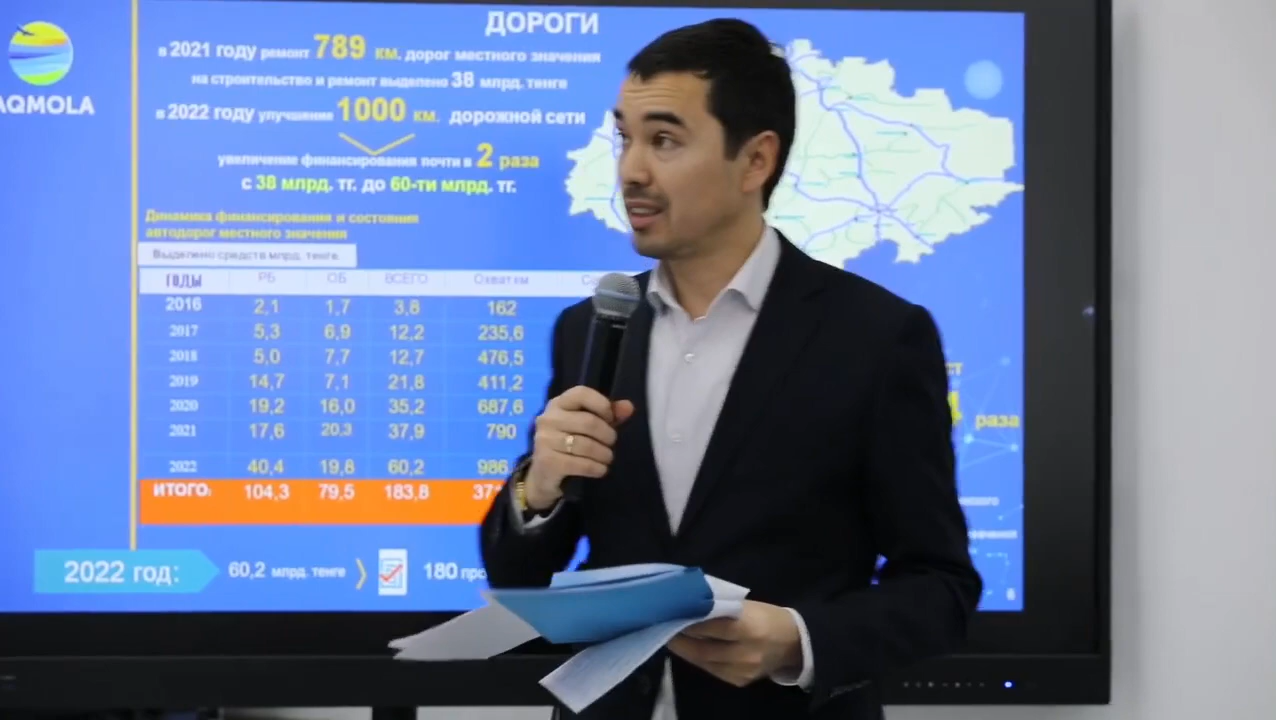 AQMOLA
ДОРОГИ
в 2021 году ремонт 789 км. дорог местного значения
на строительство и ремонт выделено 38 млрд. тенге
в 2022 году улучшение 1000 км. дорожной сети
увеличение финансирования почти в 2 раза
с 38 млрд. тг. до 60-ти млрд. тг.
Динамика финансирования и состояния
автодорог местного значения
Выделено средств млрд. тенге
ГОДЫ РБ ОБ ВСЕГО Охват км
2016 2,1 1,7 3,8 162
2017 5,3 6,9 12,2 235,6
2018 5,0 7,7 12,7 476,5
2019 14,7 7,1 21,8 411,2
2020 19,2 16,0 35,2 687,6
2021 17,6 20,3 37,9 790
2022 40,4 19,8 60,2 986
ИТОГО: 104,3 79,5 183,8 37
раза
2022 год: 60,2 млрд. тенге 180 про